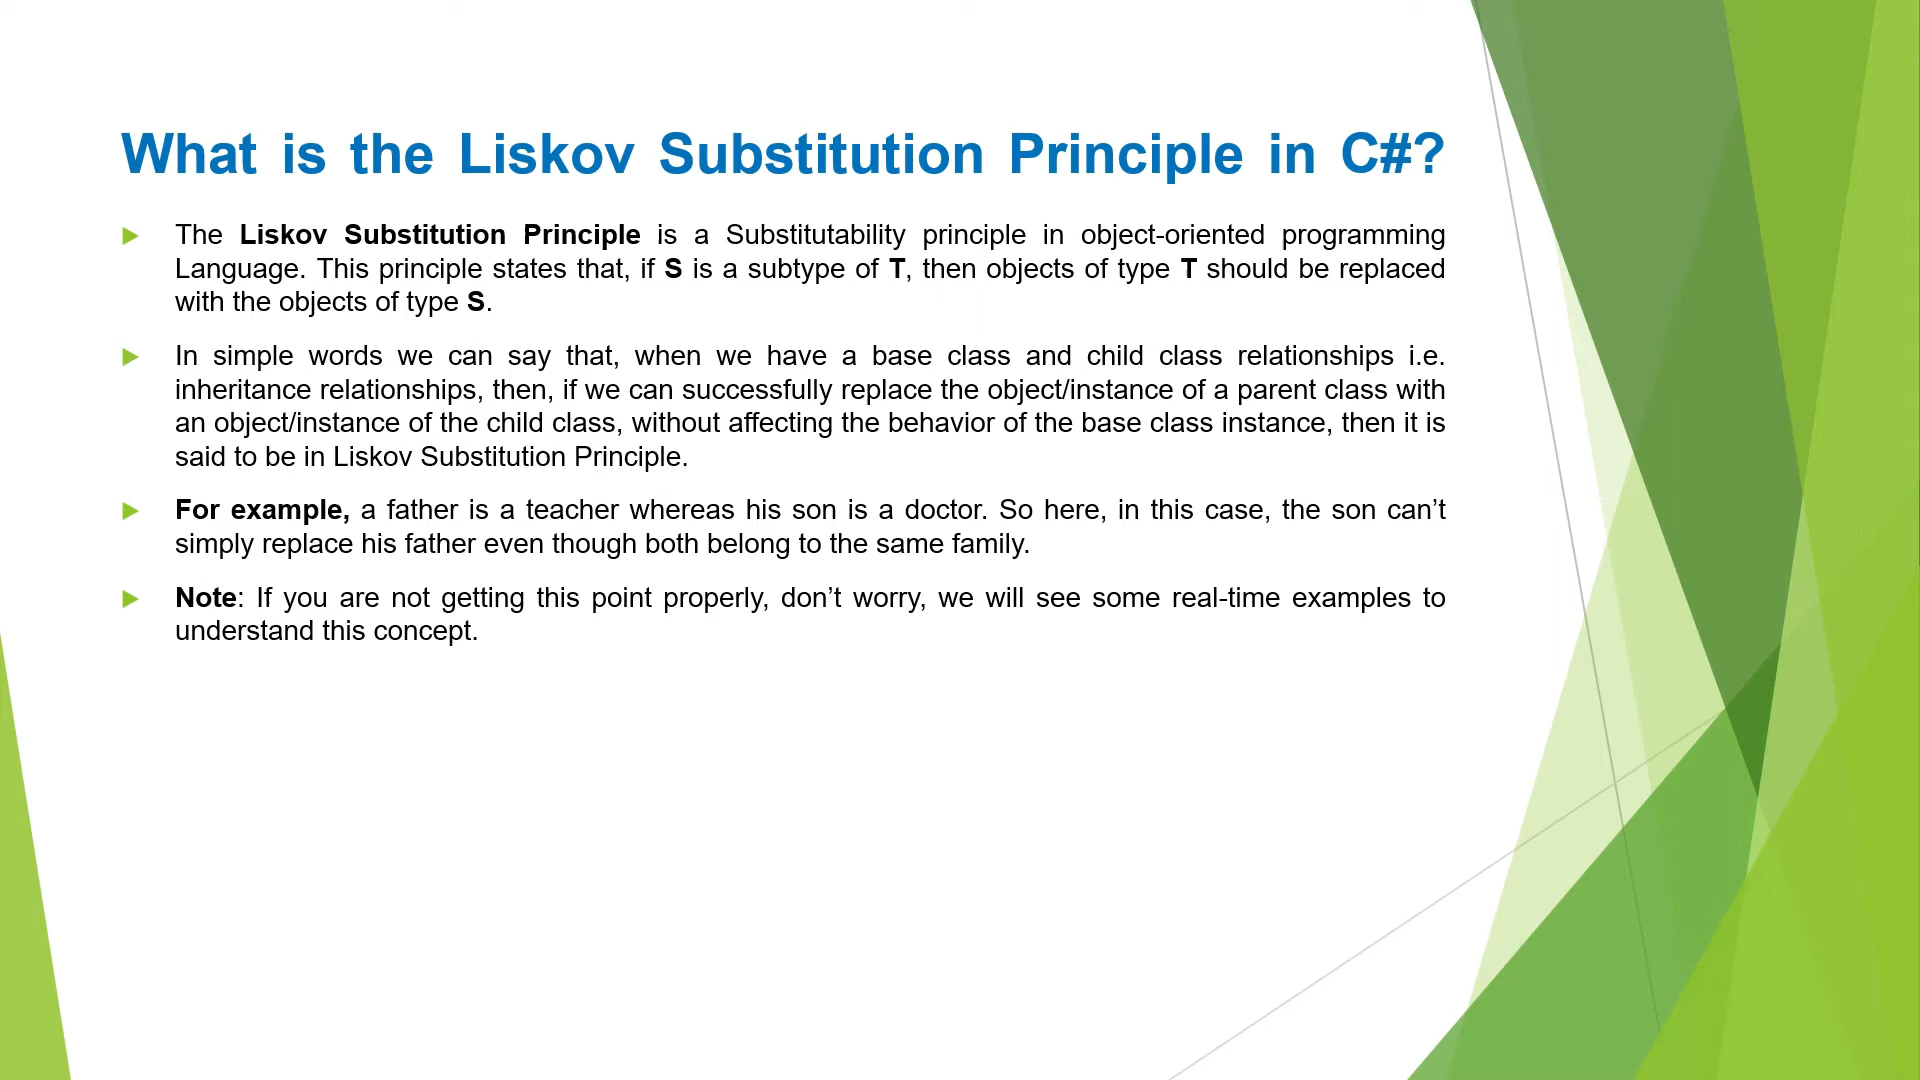 What is the Liskov Substitution Principle in C#?
The Liskov Substitution Principle is a Substitutability principle in object-oriented programming
Language. This principle states that, if S is a subtype of T, then objects of type T should be replaced
with the objects of type S.
In simple words we can say that, when we have a base class and child class relationships i.e.
inheritance relationships, then, if we can successfully replace the object/instance of a parent class with
an object/instance of the child class, without affecting the behavior of the base class instance, then it is
said to be in Liskov Substitution Principle.
For example, a father is a teacher whereas his son is a doctor. So here, in this case, the son can’t
simply replace his father even though both belong to the same family.
Note: If you are not getting this point properly, don’t worry, we will see some real-time examples to
understand this concept.